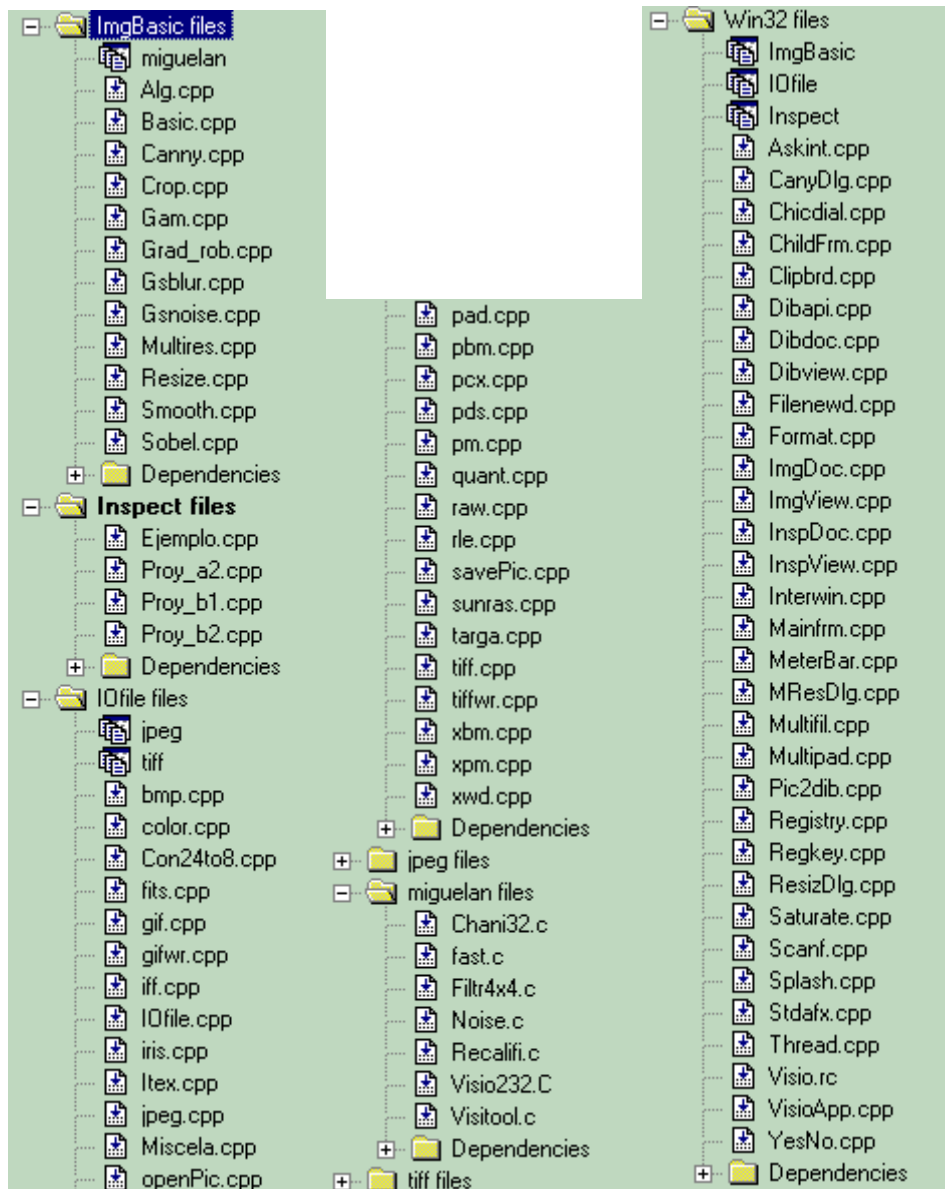 ImgBasic files
miguelan
Alg.cpp
Basic.cpp
Canny.cpp
Crop.cpp
Gam.cpp
Grad_rob.cpp
Gsblur.cpp
Gsnoise.cpp
Multires.cpp
Resize.cpp
Smooth.cpp
Sobel.cpp
Dependencies
Inspect files
Ejemplo.cpp
Proy_a2.cpp
Proy_b1.cpp
Proy_b2.cpp
Dependencies
IOfile files
jpeg
tiff
bmp.cpp
color.cpp
Con24to8.cpp
fits.cpp
gif.cpp
gifwr.cpp
iff.cpp
IOfile.cpp
iris.cpp
Itex.cpp
jpeg.cpp
Miscela.cpp
openPic.cpp
pad.cpp
pbm.cpp
pcx.cpp
pds.cpp
pm.cpp
quant.cpp
raw.cpp
rle.cpp
savePic.cpp
sunras.cpp
targa.cpp
tiff.cpp
tiffwr.cpp
xbm.cpp
xpm.cpp
xwd.cpp
Dependencies
jpeg files
miguelan files
Chani32.c
fast.c
Filtr4x4.c
Noise.c
Recalifi.c
Visio232.C
Visitool.c
Dependencies
tiff files
Win32 files
ImgBasic
IOfile
Inspect
Askint.cpp
CanyDlg.cpp
Chicdial.cpp
ChildFrm.cpp
Clipbrd.cpp
Dibapi.cpp
Dibdoc.cpp
Dibview.cpp
Filenewd.cpp
Format.cpp
ImgDoc.cpp
ImgView.cpp
InspDoc.cpp
InspView.cpp
Interwin.cpp
Mainfrm.cpp
MeterBar.cpp
MResDlg.cpp
Multifil.cpp
Multipad.cpp
Pic2dib.cpp
Registry.cpp
Regkey.cpp
ResizDlg.cpp
Saturate.cpp
Scanf.cpp
Splash.cpp
Stdafx.cpp
Thread.cpp
Visio.rc
VisioApp.cpp
YesNo.cpp
Dependencies